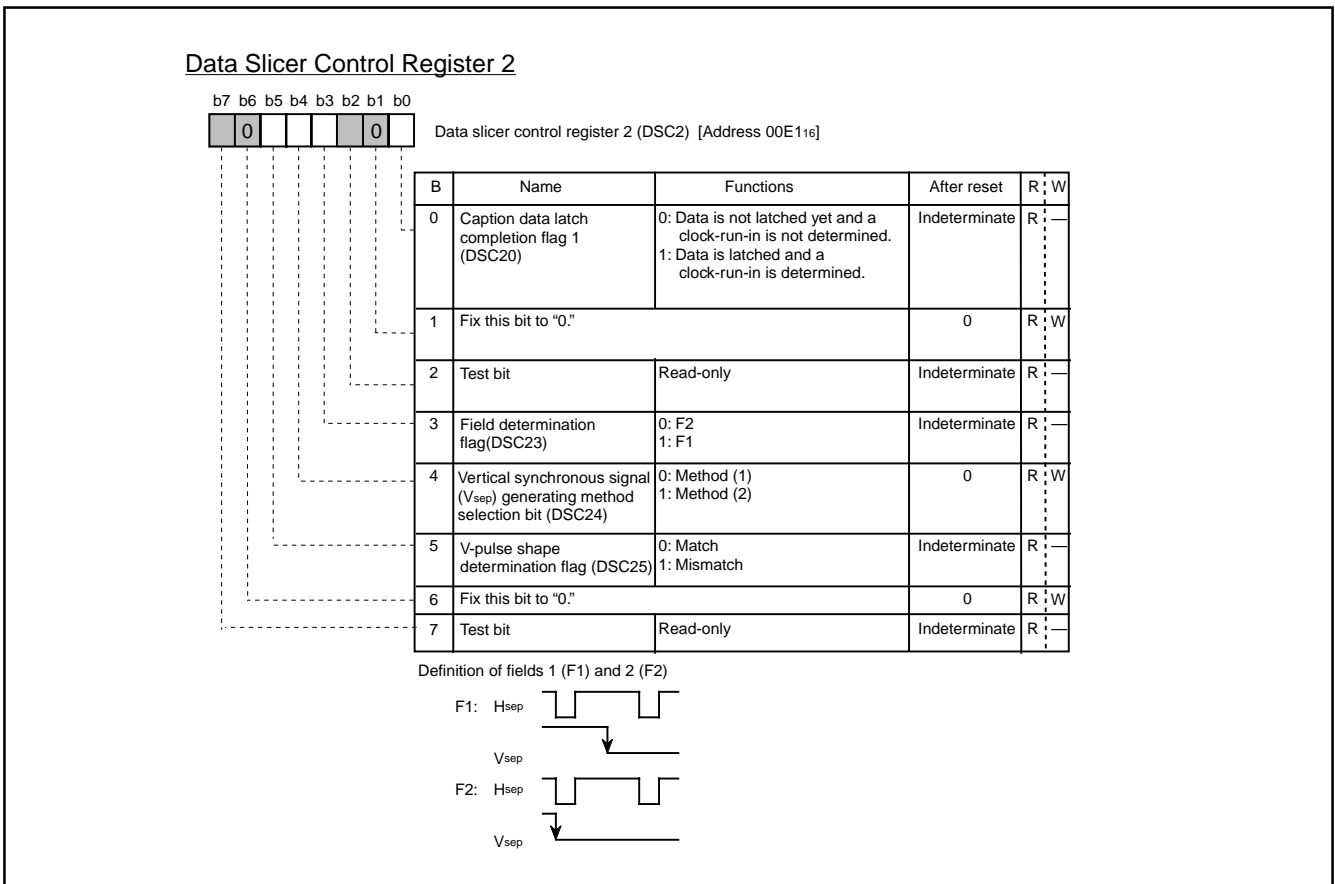 Data Slicer Control Register 2
b7 b6 b5 b4 b3 b2 b1 b0
0 0
Data slicer control register 2 (DSC2) [Address 00E116]
B Name Functions After reset R W
0 Caption data latch completion flag 1 (DSC20) 0: Data is not latched yet and a clock-run-in is not determined. 1: Data is latched and a clock-run-in is determined. Indeterminate R —
1 Fix this bit to “0.” 0 R W
2 Test bit Read-only Indeterminate R —
3 Field determination flag(DSC23) 0: F2 1: F1 Indeterminate R —
4 Vertical synchronous signal (Vsep) generating method selection bit (DSC24) 0: Method (1) 1: Method (2) 0 R W
5 V-pulse shape determination flag (DSC25) 0: Match 1: Mismatch Indeterminate R —
6 Fix this bit to “0.” 0 R W
7 Test bit Read-only Indeterminate R —
Definition of fields 1 (F1) and 2 (F2)
F1: Hsep
Vsep
F2: Hsep
Vsep